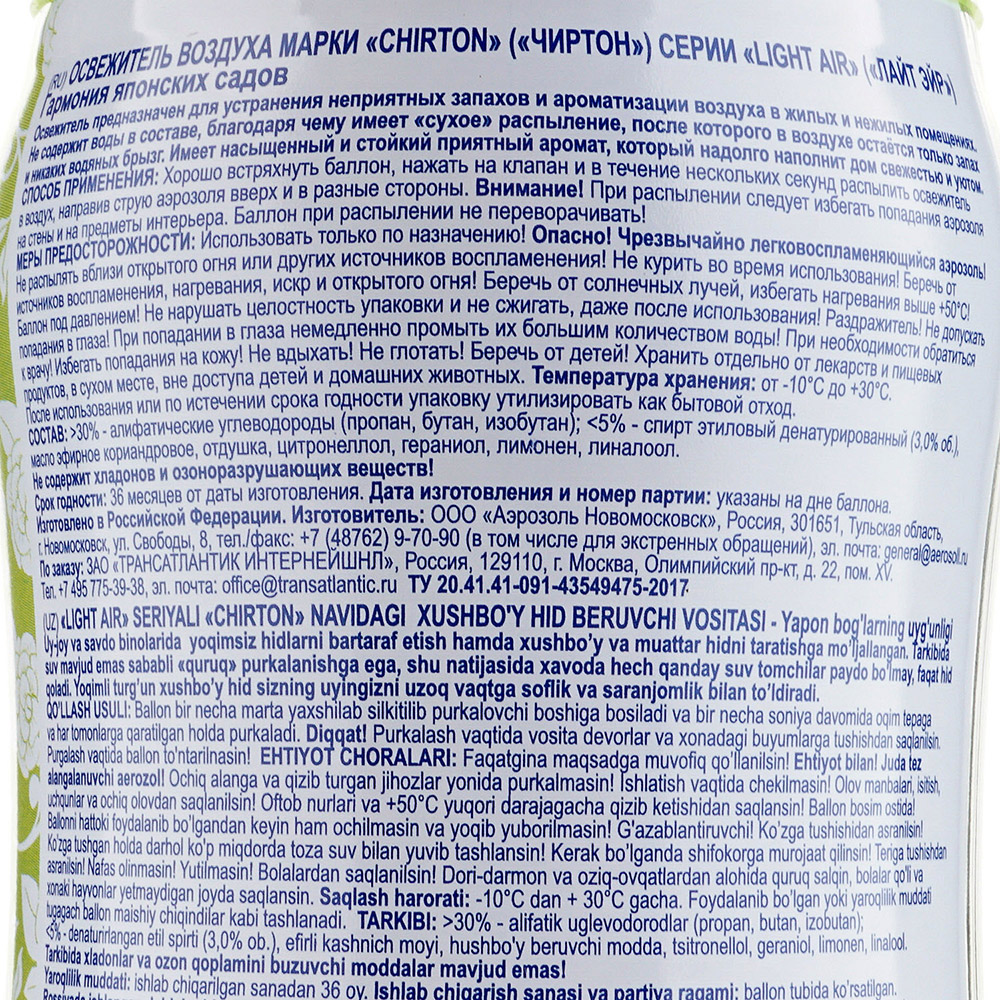 (RU) ОСВЕЖИТЕЛЬ ВОЗДУХА МАРКИ «CHIRTON» («ЧИРТОН») СЕРИИ «LIGHT AIR» («ЛАЙТ ЭЙР»)
Гармония японских садов
Освежитель предназначен для устранения неприятных запахов и ароматизации воздуха в жилых и нежилых помещениях.
Не содержит воды в составе, благодаря чему имеет «сухое» распыление, после которого в воздухе остаётся только запах
и никаких водяных брызг. Имеет насыщенный и стойкий приятный аромат, который надолго наполнит дом свежестью и уютом.
СПОСОБ ПРИМЕНЕНИЯ: Хорошо встряхнуть баллон, нажать на клапан и в течение нескольких секунд распылить освежитель
в воздух, направив струю аэрозоля вверх и в разные стороны. Внимание! При распылении следует избегать попадания аэрозоля
на стены и на предметы интерьера. Баллон при распылении не переворачивать!
МЕРЫ ПРЕДОСТОРОЖНОСТИ: Использовать только по назначению! Опасно! Чрезвычайно легковоспламеняющийся аэрозоль!
Не распылять вблизи открытого огня или других источников воспламенения! Не курить во время использования! Беречь от
источников воспламенения, нагревания, искр и открытого огня! Беречь от солнечных лучей, избегать нагревания выше +50°С!
Баллон под давлением! Не нарушать целостность упаковки и не сжигать, даже после использования! Раздражитель! Не допускать
попадания в глаза! При попадании в глаза немедленно промыть их большим количеством воды! При необходимости обратиться
к врачу! Избегать попадания на кожу! Не вдыхать! Не глотать! Беречь от детей! Хранить отдельно от лекарств и пищевых
продуктов, в сухом месте, вне доступа детей и домашних животных. Температура хранения: от -10°С до +30°С.
После использования или по истечении срока годности упаковку утилизировать как бытовой отход.
СОСТАВ: >30% - алифатические углеводороды (пропан, бутан, изобутан); <5% - спирт этиловый денатурированный (3,0% об.),
масло эфирное кориандровое, отдушка, цитронеллол, гераниол, лимонен, линалоол.
Не содержит хладонов и озоноразрушающих веществ!
Срок годности: 36 месяцев от даты изготовления. Дата изготовления и номер партии: указаны на дне баллона.
Изготовлено в Российской Федерации. Изготовитель: ООО «Аэрозоль Новомосковск», Россия, 301651, Тульская область,
г. Новомосковск, ул. Свободы, 8, тел./факс: +7 (48762) 9-70-90 (в том числе для экстренных обращений), эл. почта: general@aerosol.ru
По заказу: ЗАО «ТРАНСАТЛАНТИК ИНТЕРНЕЙШНЛ», Россия, 129110, г. Москва, Олимпийский пр-кт, д. 22, пом. XV.
Тел. +7 495 775-39-38, эл. почта: office@transatlantic.ru ТУ 20.41.41-091-43549475-2017
(UZ) «LIGHT AIR» SERIYALI «CHIRTON» NAVIDAGI XUSHBO'Y HID BERUVCHI VOSITASI - Yapon bog'larning uyg'unligi
Uy-joy va savdo binolarida yoqimsiz hidlarni bartaraf etish hamda xushbo'y va muattar hidni taratishga mo'ljallangan. Tarkibida
suv mavjud emas sababli «quruq» purkalanishga ega, shu natijasida xavoda hech qanday suv tomchilar paydo bo'lmay, faqat hid
qoladi. Yoqimli turg'un xushbo'y hid sizning uyingizni uzoq vaqtga soflik va saranjomlik bilan to'ldiradi.
QO'LLASH USULI: Ballon bir necha marta yaxshilab silkitilib purkalovchi boshiga bosiladi va bir necha soniya davomida oqim tepaga
va har tomonlarga qaratilgan holda purkaladi. Diqqat! Purkalash vaqtida vosita devorlar va xonadagi buyumlarga tushishdan saqlanilsin.
Purgalash vaqtida ballon to'ntarilnasin! EHTIYOT CHORALARI: Faqatgina maqsadga muvofiq qo'llanilsin! Ehtiyot bilan! Juda tez
alangalanuvchi aerozol! Ochiq alanga va qizib turgan jihozlar yonida purkalmasin! Ishlatish vaqtida chekilmasin! Olov manbalari, isitish,
uchqunlar va ochiq olovdan saqlanilsin! Oftob nurlari va +50°C yuqori darajagacha qizib ketishidan saqlansin! Ballon bosim ostida!
Ballonni hattoki foydalanib bo'lgandan keyin ham ochilmasin va yoqib yuborilmasin! G'azablantiruvchi! Ko'zga tushishidan asranilsin!
Ko'zga tushgan holda darhol ko'p miqdorda toza suv bilan yuvib tashlansin! Kerak bo'lganda shifokorga murojaat qilinsin! Teriga tushishdan
asranilsin! Nafas olinmasin! Yutilmasin! Bolalardan saqlanilsin! Dori-darmon va oziq-ovqatlardan alohida quruq salqin, bolalar qo'li va
xonaki hayvonlar yetmaydigan joyda saqlansin. Saqlash harorati: -10°C dan + 30°C gacha. Foydalanib bo'lgan yoki yaroqlilik muddati
tugagach ballon maishiy chiqindilar kabi tashlanadi. TARKIBI: >30% - alifatik uglevodorodlar (propan, butan, izobutan);
<5% - denaturirlangan etil spirti (3,0% ob.), efirli kashnich moyi, hushbo'y beruvchi modda, tsitronellol, geraniol, limonen, linalool.
Tarkibida xladonlar va ozon qoplamini buzuvchi moddalar mavjud emas!
Yaroqlilik muddati: ishlab chiqarilgan sanadan 36 oy. Ishlab chiqarish sanasi va partiya raqami: ballon tubida ko'rsatilgan.